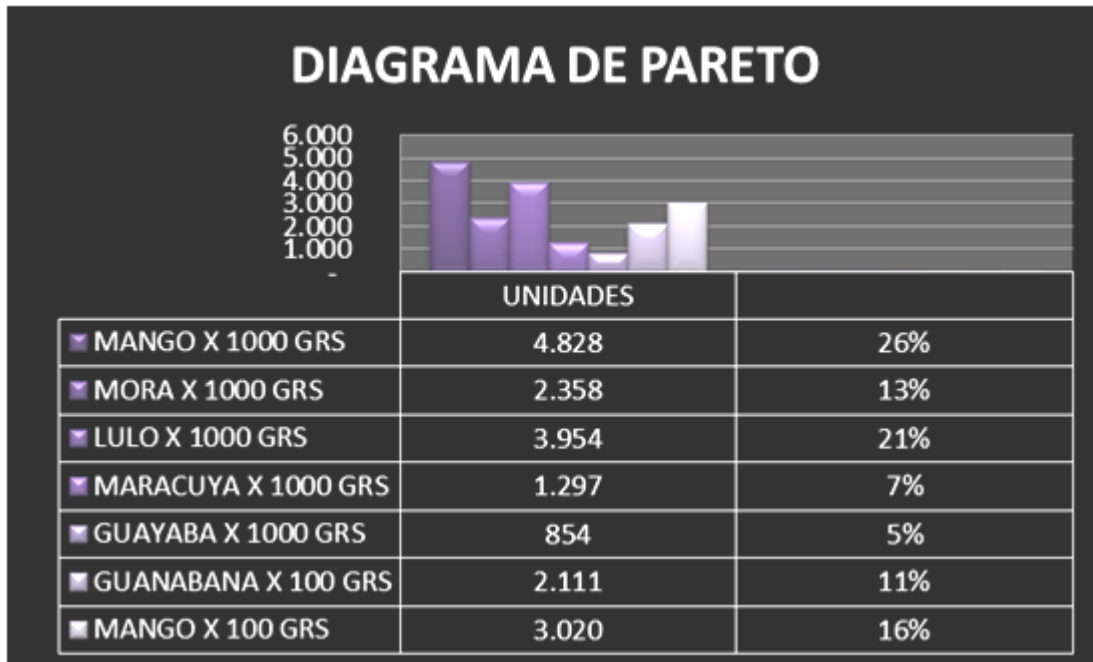 DIAGRAMA DE PARETO
6.000
5.000
4.000
3.000
2.000
1.000
-
UNIDADES
MANGO X 1000 GRS 4.828 26%
MORA X 1000 GRS 2.358 13%
LULO X 1000 GRS 3.954 21%
MARACUYA X 1000 GRS 1.297 7%
GUAYABA X 1000 GRS 854 5%
GUANABANA X 100 GRS 2.111 11%
MANGO X 100 GRS 3.020 16%